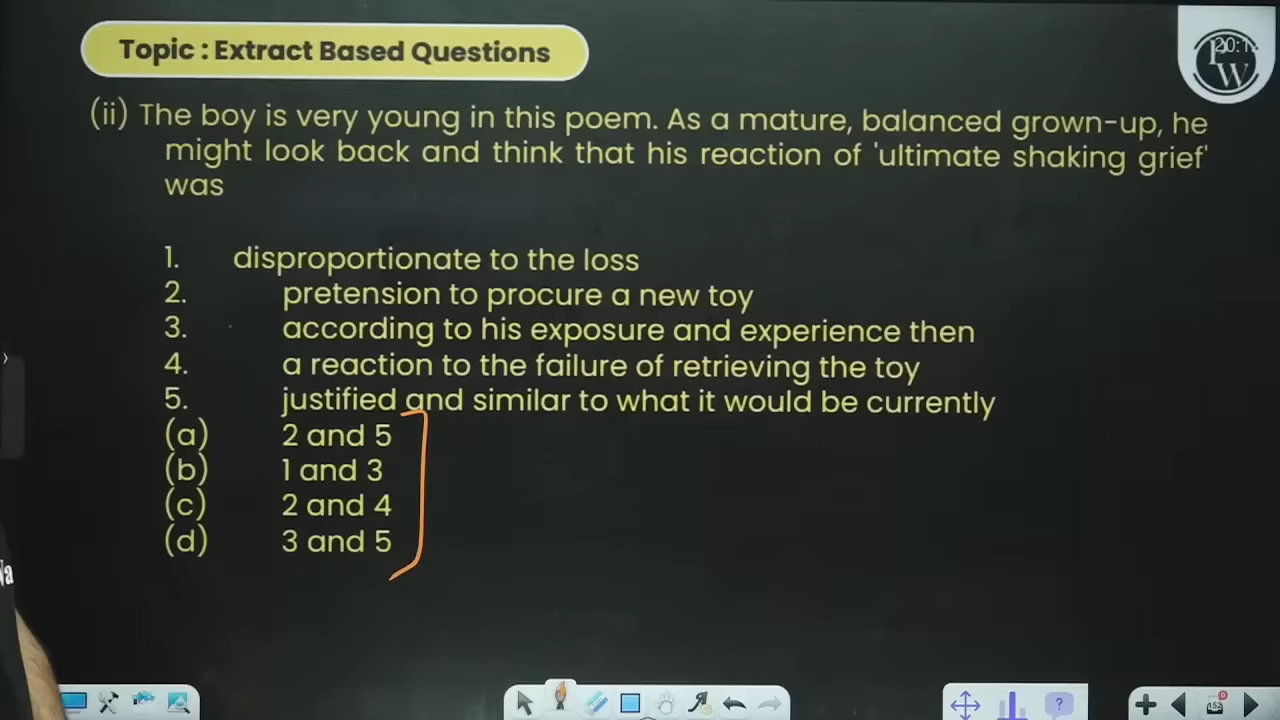 Topic : Extract Based Questions
(ii) The boy is very young in this poem. As a mature, balanced grown-up, he
might look back and think that his reaction of 'ultimate shaking grief'
was
1. disproportionate to the loss
2. pretension to procure a new toy
3. according to his exposure and experience then
4. a reaction to the failure of retrieving the toy
5. justified and similar to what it would be currently
(a) 2 and 5
(b) 1 and 3
(c) 2 and 4
(d) 3 and 5
PW
152